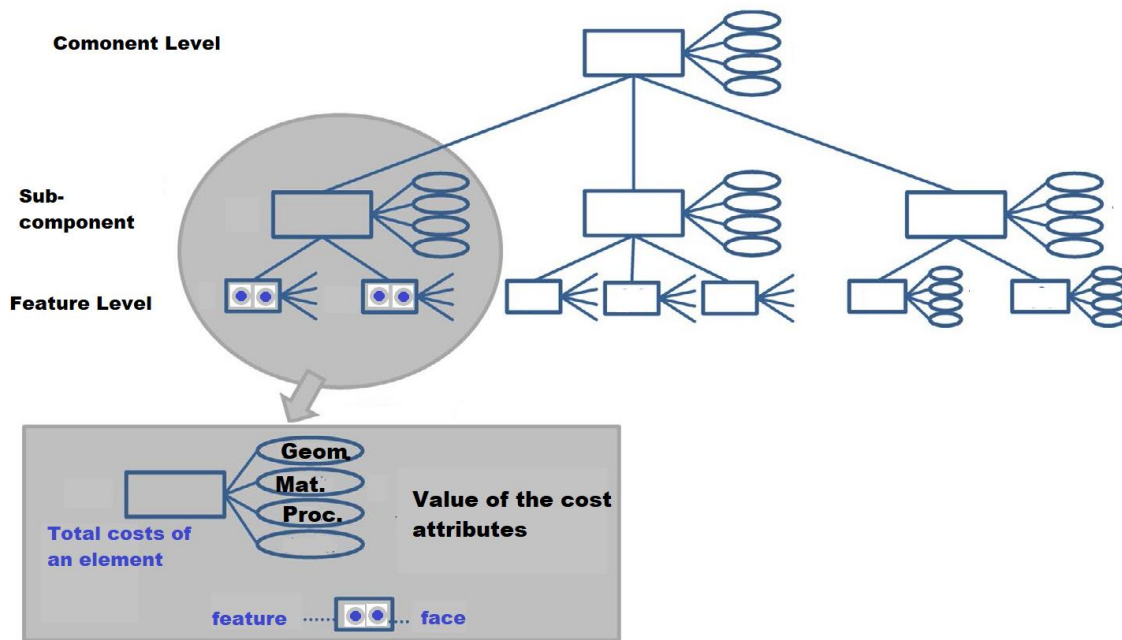 Comonent Level
Sub-
component
Feature Level
Geom.
Mat.
Proc.
Value of the cost
attributes
Total costs of
an element
feature
face